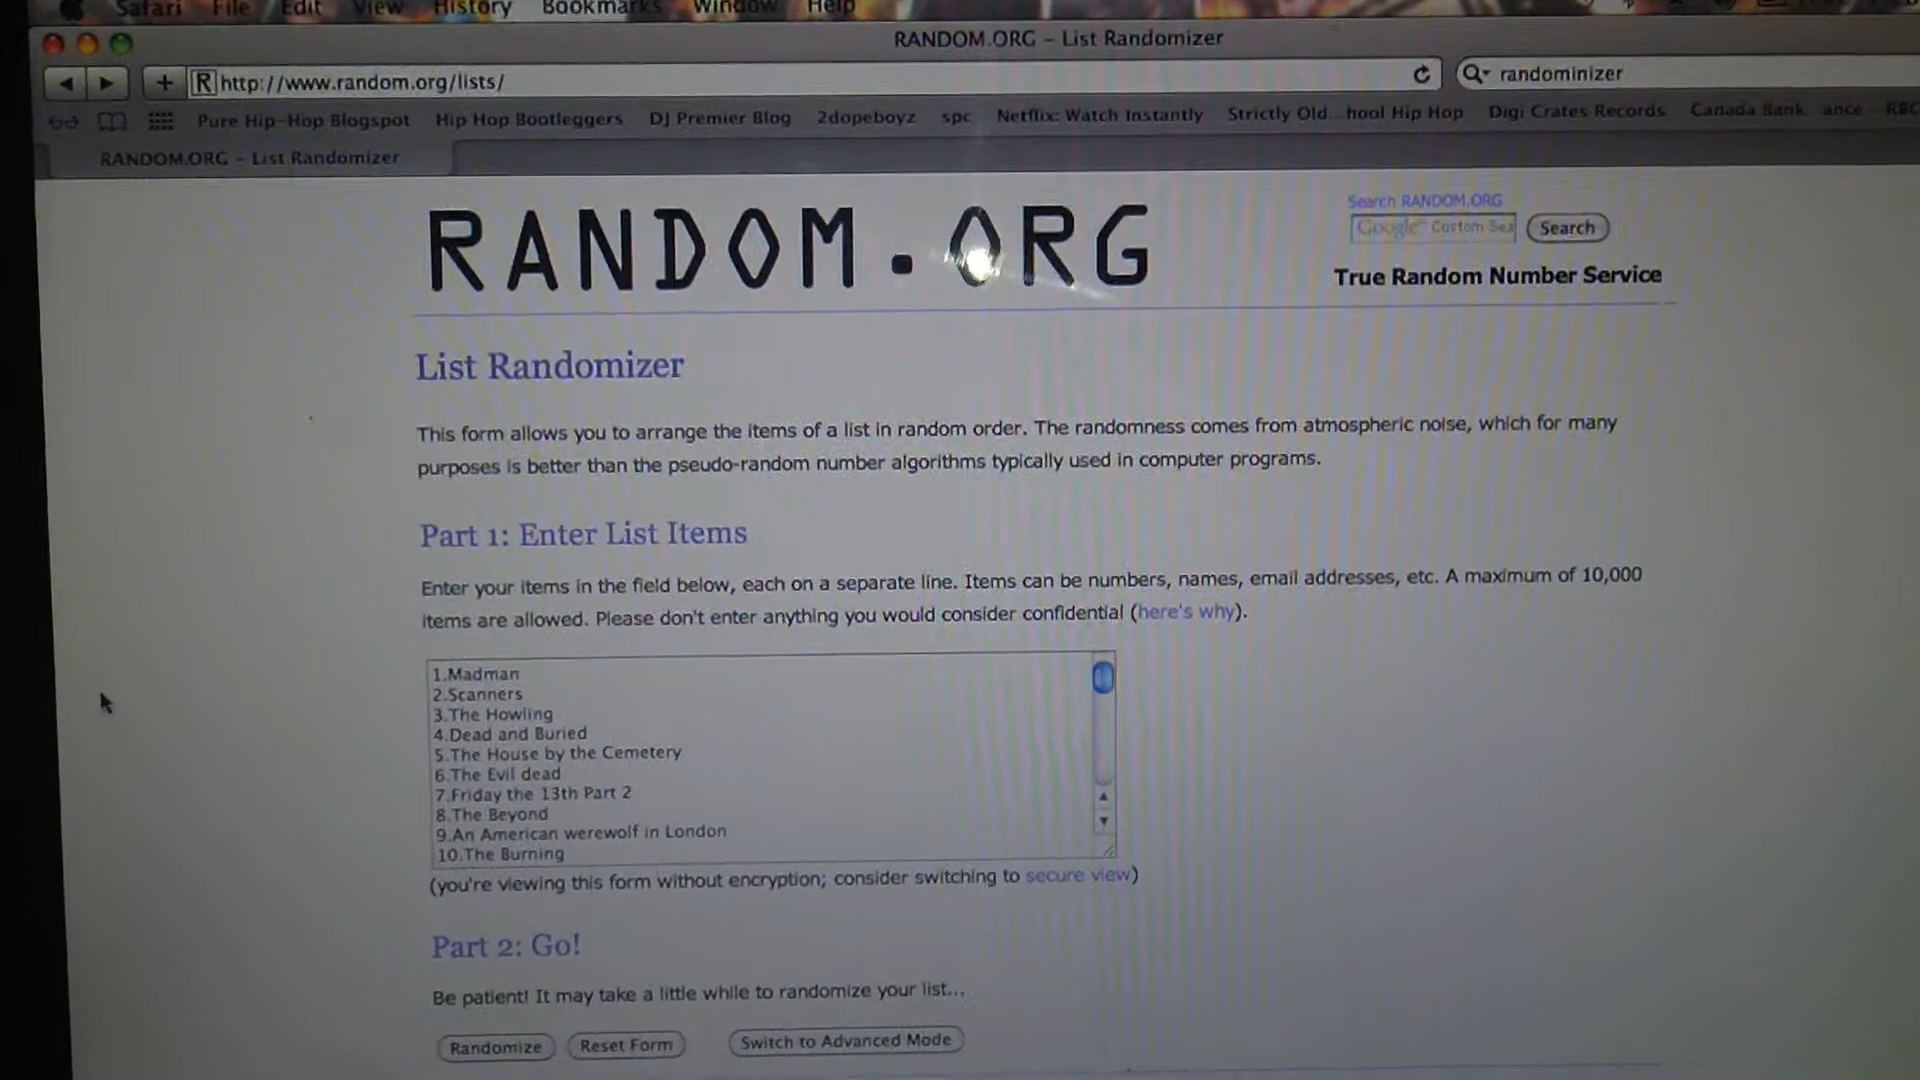 Safari File Edit View History Bookmarks Window Help
RANDOM.ORG – List Randomizer
http://www.random.org/lists/
randominizer
Pure Hip-Hop Blogspot Hip Hop Bootleggers DJ Premier Blog 2dopeboyz spc Netflix: Watch Instantly Strictly Old...hool Hip Hop Digi Crates Records Canada Bank ...ance - RBC
RANDOM.ORG – List Randomizer
RANDOM.ORG
Search RANDOM.ORG
Google™ Custom Sea
Search
True Random Number Service
List Randomizer
This form allows you to arrange the items of a list in random order. The randomness comes from atmospheric noise, which for many
purposes is better than the pseudo-random number algorithms typically used in computer programs.
Part 1: Enter List Items
Enter your items in the field below, each on a separate line. Items can be numbers, names, email addresses, etc. A maximum of 10,000
items are allowed. Please don't enter anything you would consider confidential (here's why).
1.Madman
2.Scanners
3.The Howling
4.Dead and Buried
5.The House by the Cemetery
6.The Evil dead
7.Friday the 13th Part 2
8.The Beyond
9.An American werewolf in London
10.The Burning
(you're viewing this form without encryption; consider switching to secure view)
Part 2: Go!
Be patient! It may take a little while to randomize your list...
Randomize Reset Form Switch to Advanced Mode